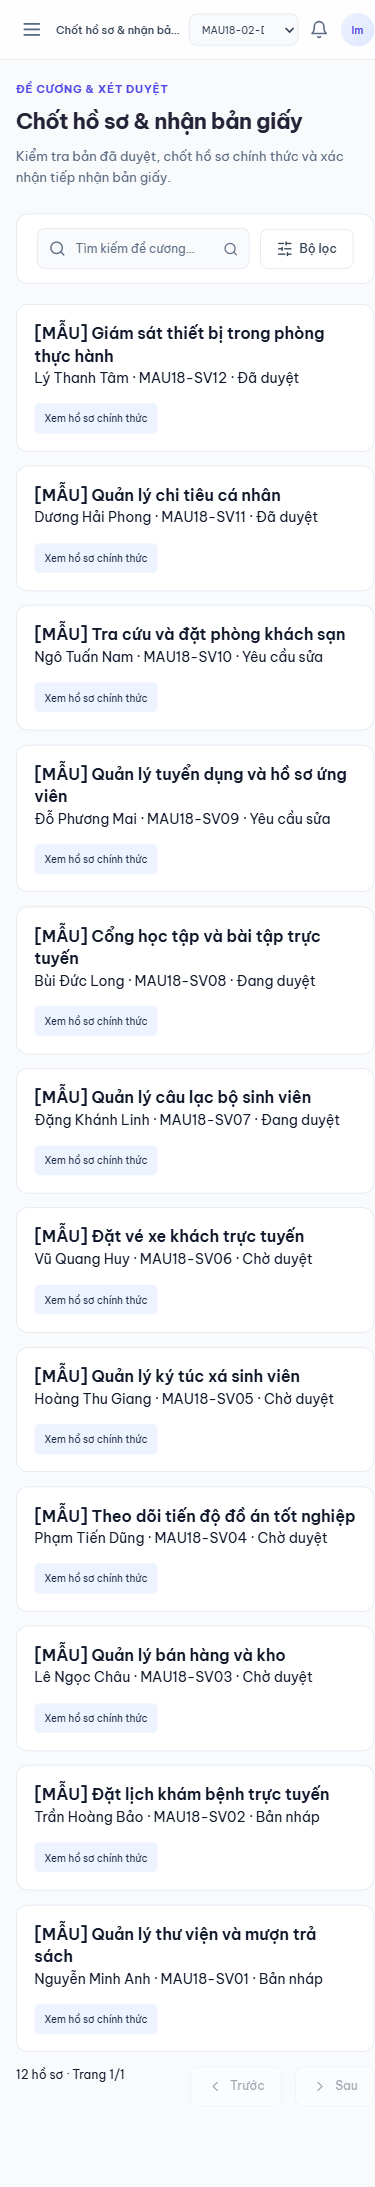 Chốt hồ sơ & nhận bả...
MAU18-02-D
lm
ĐỀ CƯƠNG & XÉT DUYỆT
Chốt hồ sơ & nhận bản giấy
Kiểm tra bản đã duyệt, chốt hồ sơ chính thức và xác
nhận tiếp nhận bản giấy.
Tìm kiếm đề cương...
Bộ lọc
[MẪU] Giám sát thiết bị trong phòng
thực hành
Lý Thanh Tâm · MAU18-SV12 · Đã duyệt
Xem hồ sơ chính thức
[MẪU] Quản lý chi tiêu cá nhân
Dương Hải Phong · MAU18-SV11 · Đã duyệt
Xem hồ sơ chính thức
[MẪU] Tra cứu và đặt phòng khách sạn
Ngô Tuấn Nam · MAU18-SV10 · Yêu cầu sửa
Xem hồ sơ chính thức
[MẪU] Quản lý tuyển dụng và hồ sơ ứng
viên
Đỗ Phương Mai · MAU18-SV09 · Yêu cầu sửa
Xem hồ sơ chính thức
[MẪU] Cổng học tập và bài tập trực
tuyến
Bùi Đức Long · MAU18-SV08 · Đang duyệt
Xem hồ sơ chính thức
[MẪU] Quản lý câu lạc bộ sinh viên
Đặng Khánh Linh · MAU18-SV07 · Đang duyệt
Xem hồ sơ chính thức
[MẪU] Đặt vé xe khách trực tuyến
Vũ Quang Huy · MAU18-SV06 · Chờ duyệt
Xem hồ sơ chính thức
[MẪU] Quản lý ký túc xá sinh viên
Hoàng Thu Giang · MAU18-SV05 · Chờ duyệt
Xem hồ sơ chính thức
[MẪU] Theo dõi tiến độ đồ án tốt nghiệp
Phạm Tiến Dũng · MAU18-SV04 · Chờ duyệt
Xem hồ sơ chính thức
[MẪU] Quản lý bán hàng và kho
Lê Ngọc Châu · MAU18-SV03 · Chờ duyệt
Xem hồ sơ chính thức
[MẪU] Đặt lịch khám bệnh trực tuyến
Trần Hoàng Bảo · MAU18-SV02 · Bản nháp
Xem hồ sơ chính thức
[MẪU] Quản lý thư viện và mượn trả
sách
Nguyễn Minh Anh · MAU18-SV01 · Bản nháp
Xem hồ sơ chính thức
12 hồ sơ · Trang 1/1
Trước
Sau